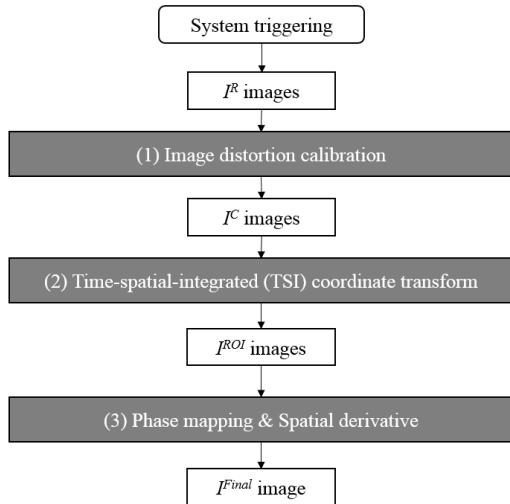 System triggering
I^R images
(1) Image distortion calibration
I^C images
(2) Time-spatial-integrated (TSI) coordinate transform
I^ROI images
(3) Phase mapping & Spatial derivative
I^Final image